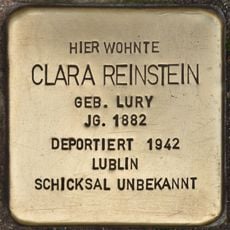 HIER WOHNTE
CLARA REINSTEIN
GEB. LURY
JG. 1882
DEPORTIERT 1942
LUBLIN
SCHICKSAL UNBEKANNT